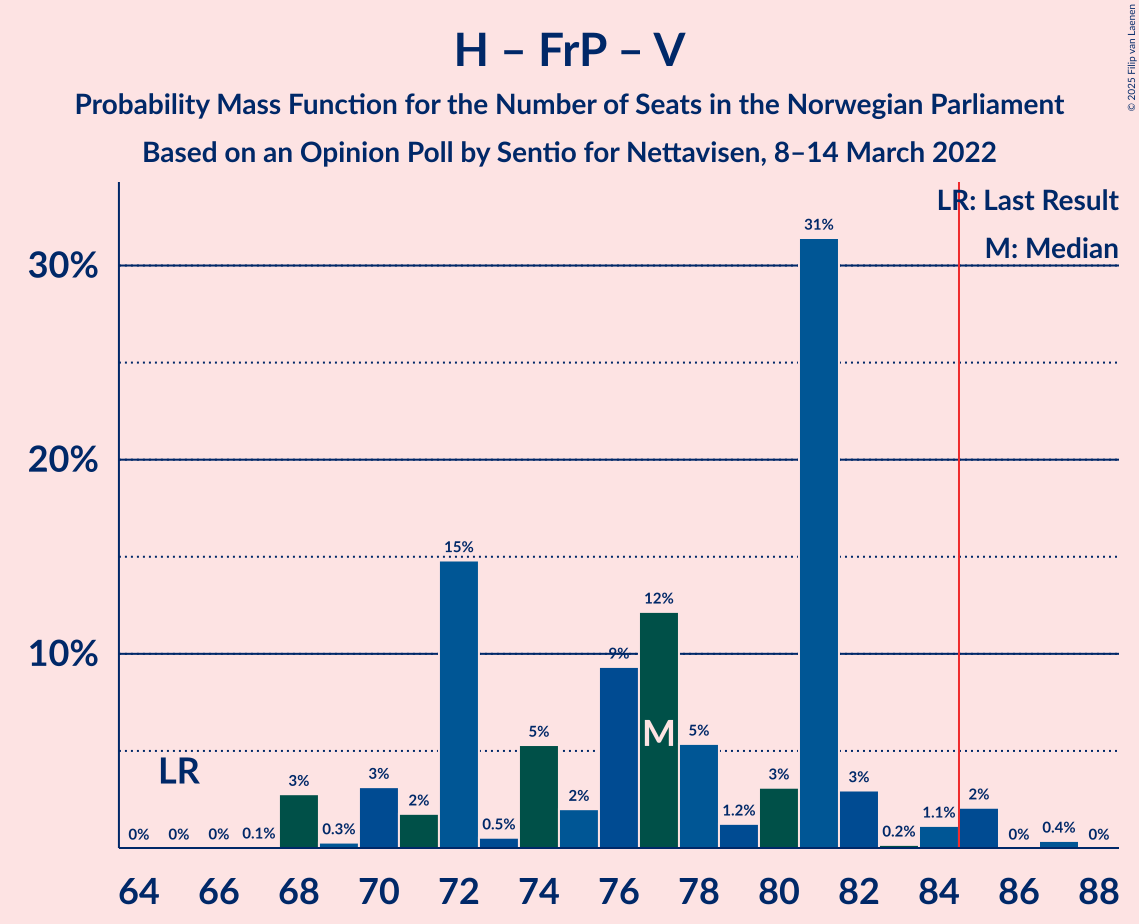 H – FrP – V
Probability Mass Function for the Number of Seats in the Norwegian Parliament
Based on an Opinion Poll by Sentio for Nettavisen, 8–14 March 2022
© 2025 Filip van Laenen
LR: Last Result
M: Median
30%
20%
10%
0% 0% 0% 0.1% 3% 0.3% 3% 2% 15% 0.5% 5% 2% 9% 12% 5% 1.2% 3% 31% 3% 0.2% 1.1% 2% 0% 0.4% 0%
LR
M
64 66 68 70 72 74 76 78 80 82 84 86 88